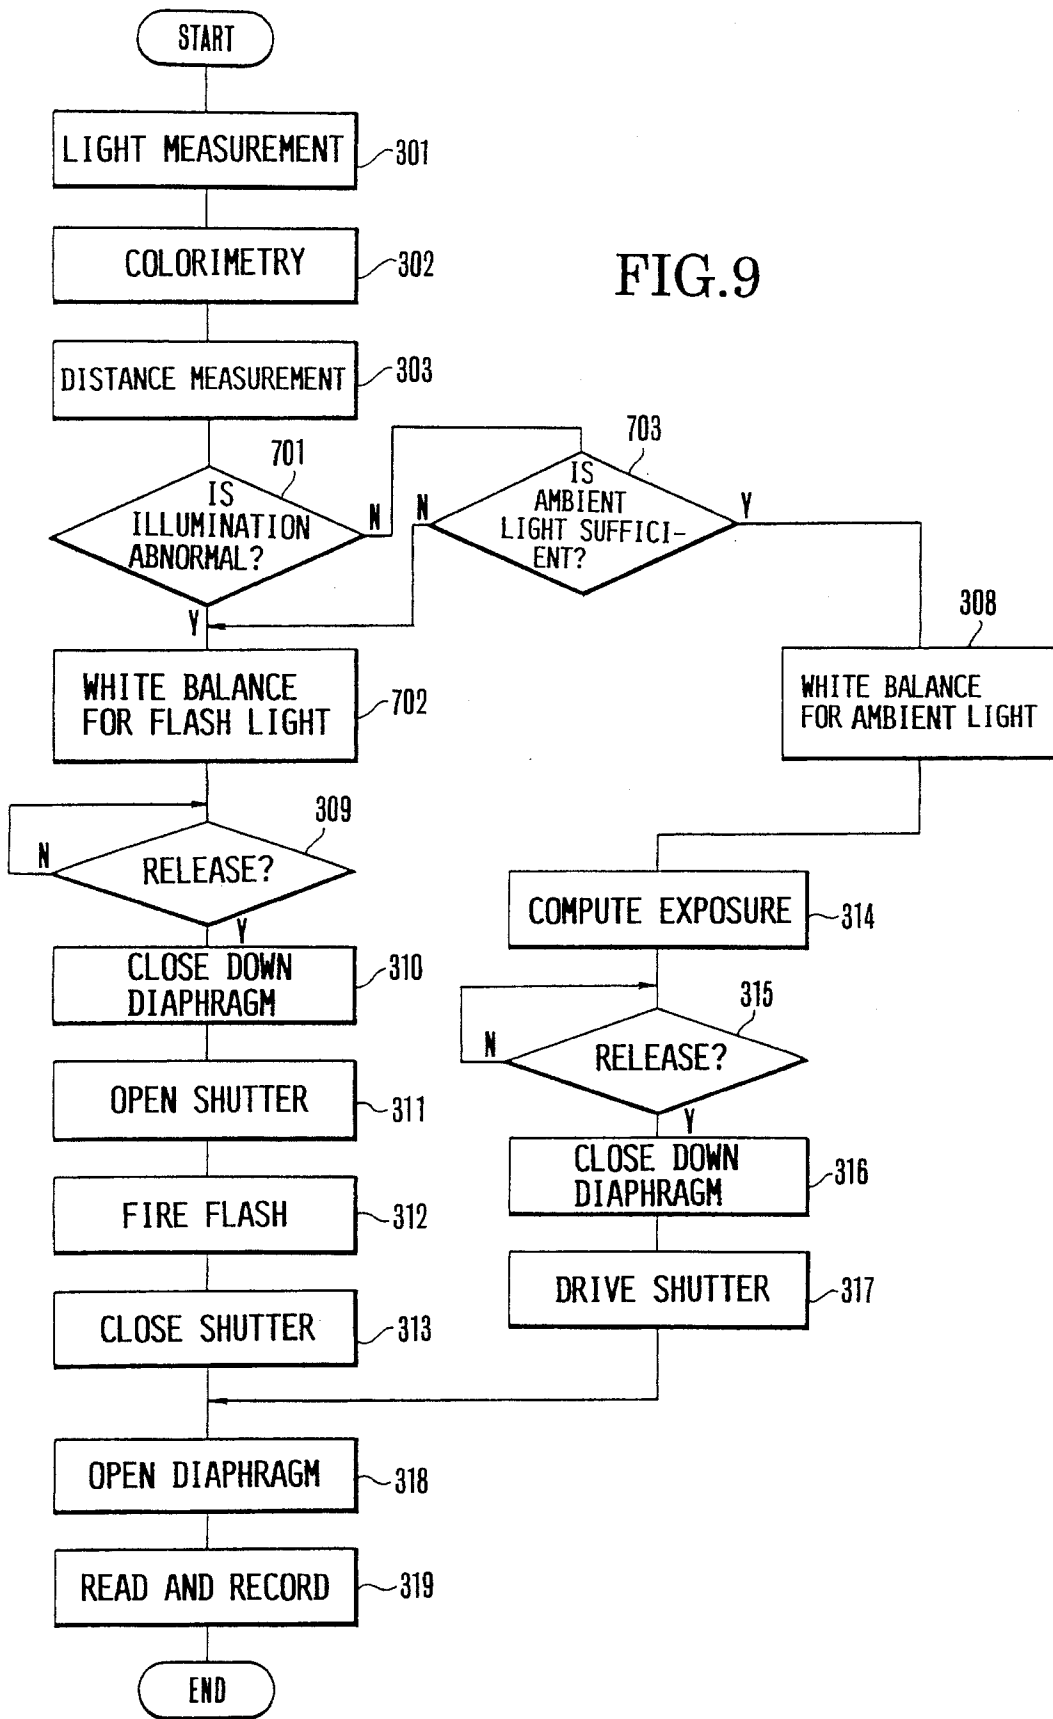 START
LIGHT MEASUREMENT
301
COLORIMETRY
302
FIG.9
DISTANCE MEASUREMENT
303
701
IS
ILLUMINATION
ABNORMAL?
N
Y
703
IS
AMBIENT
LIGHT SUFFICI-
ENT?
N
Y
WHITE BALANCE
FOR FLASH LIGHT
702
308
WHITE BALANCE
FOR AMBIENT LIGHT
309
RELEASE?
N
Y
CLOSE DOWN
DIAPHRAGM
310
OPEN SHUTTER
311
FIRE FLASH
312
CLOSE SHUTTER
313
COMPUTE EXPOSURE
314
315
RELEASE?
N
Y
CLOSE DOWN
DIAPHRAGM
316
DRIVE SHUTTER
317
OPEN DIAPHRAGM
318
READ AND RECORD
319
END